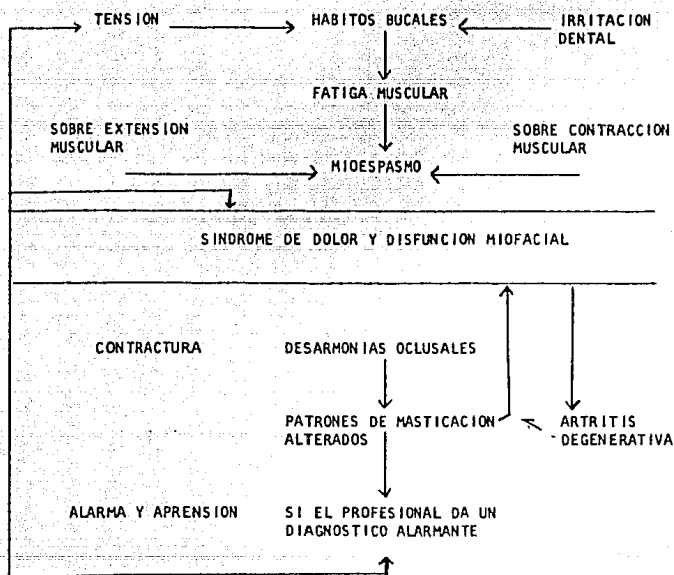 TENSION
HABITOS BUCALES
IRRITACION
DENTAL
FATIGA MUSCULAR
SOBRE EXTENSION
MUSCULAR
SOBRE CONTRACCION
MUSCULAR
MIOESPASMO
SINDROME DE DOLOR Y DISFUNCION MIOFACIAL
CONTRACTURA
DESARMONIAS OCLUSALES
PATRONES DE MASTICACION
ALTERADOS
ARTRITIS
DEGENERATIVA
ALARMA Y APRENSION
SI EL PROFESIONAL DA UN
DIAGNOSTICO ALARMANTE